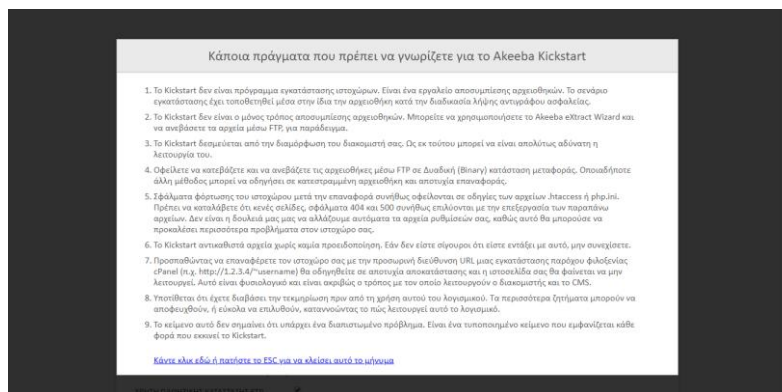 Κάποια πράγματα που πρέπει να γνωρίζετε για το Akeeba Kickstart
1. Το Kickstart δεν είναι πρόγραμμα εγκατάστασης ιστοχώρων. Είναι ένα εργαλείο αποσυμπίεσης αρχειοθηκών. Το σενάριο
εγκατάστασης έχει τοποθετηθεί μέσα στην ίδια την αρχειοθήκη κατά την διαδικασία λήψης αντιγράφου ασφαλείας.
2. Το Kickstart δεν είναι ο μόνος τρόπος αποσυμπίεσης αρχειοθηκών. Μπορείτε να χρησιμοποιήσετε το Akeeba eXtract Wizard και
να ανεβάσετε τα αρχεία μέσω FTP, για παράδειγμα.
3. Το Kickstart δεσμεύεται από την διαμόρφωση του διακομιστή σας. Ως εκ τούτου μπορεί να είναι απολύτως αδύνατη η
λειτουργία του.
4. Οφείλετε να κατεβάζετε και να ανεβάζετε τις αρχειοθήκες μέσω FTP σε Δυαδική (Binary) κατάσταση μεταφοράς. Οποιαδήποτε
άλλη μέθοδος μπορεί να οδηγήσει σε κατεστραμμένη αρχειοθήκη και αποτυχία επαναφοράς.
5. Σφάλματα φόρτωσης του ιστοχώρου μετά την επαναφορά συνήθως οφείλονται σε οδηγίες των αρχείων .htaccess ή php.ini.
Πρέπει να καταλάβετε ότι κενές σελίδες, σφάλματα 404 και 500 συνήθως επιλύονται με την επεξεργασία των παραπάνω
αρχείων. Δεν είναι η δουλειά μας μας να αλλάζουμε αυτόματα τα αρχεία ρυθμίσεών σας, καθώς αυτό θα μπορούσε να
προκαλέσει περισσότερα προβλήματα στον ιστοχώρο σας.
6. Το Kickstart αντικαθιστά αρχεία χωρίς καμία προειδοποίηση. Εάν δεν είστε σίγουροι ότι είστε εντάξει με αυτό, μην συνεχίσετε.
7. Προσπαθώντας να επαναφέρετε τον ιστοχώρο σας με την προσωρινή διεύθυνση URL μιας εγκατάστασης παρόχου φιλοξενίας
cPanel (π.χ. http://1.2.3.4/~username) θα οδηγηθείτε σε αποτυχία αποκατάστασης και η ιστοσελίδα σας θα φαίνεται να μην
λειτουργεί. Αυτό είναι φυσιολογικό και είναι ακριβώς ο τρόπος με τον οποίο λειτουργούν ο διακομιστής και το CMS.
8. Υποτίθεται ότι έχετε διαβάσει την τεκμηρίωση πριν από τη χρήση αυτού του λογισμικού. Τα περισσότερα ζητήματα μπορούν να
αποφευχθούν, ή εύκολα να επιλυθούν, κατανοώντας το πώς λειτουργεί αυτό το λογισμικό.
9. Το κείμενο αυτό δεν σημαίνει ότι υπάρχει ένα διαπιστωμένο πρόβλημα. Είναι ένα τυποποιημένο κείμενο που εμφανίζεται κάθε
φορά που εκκινεί το Kickstart.
Κάντε κλικ εδώ ή πατήστε το ESC για να κλείσει αυτό το μήνυμα